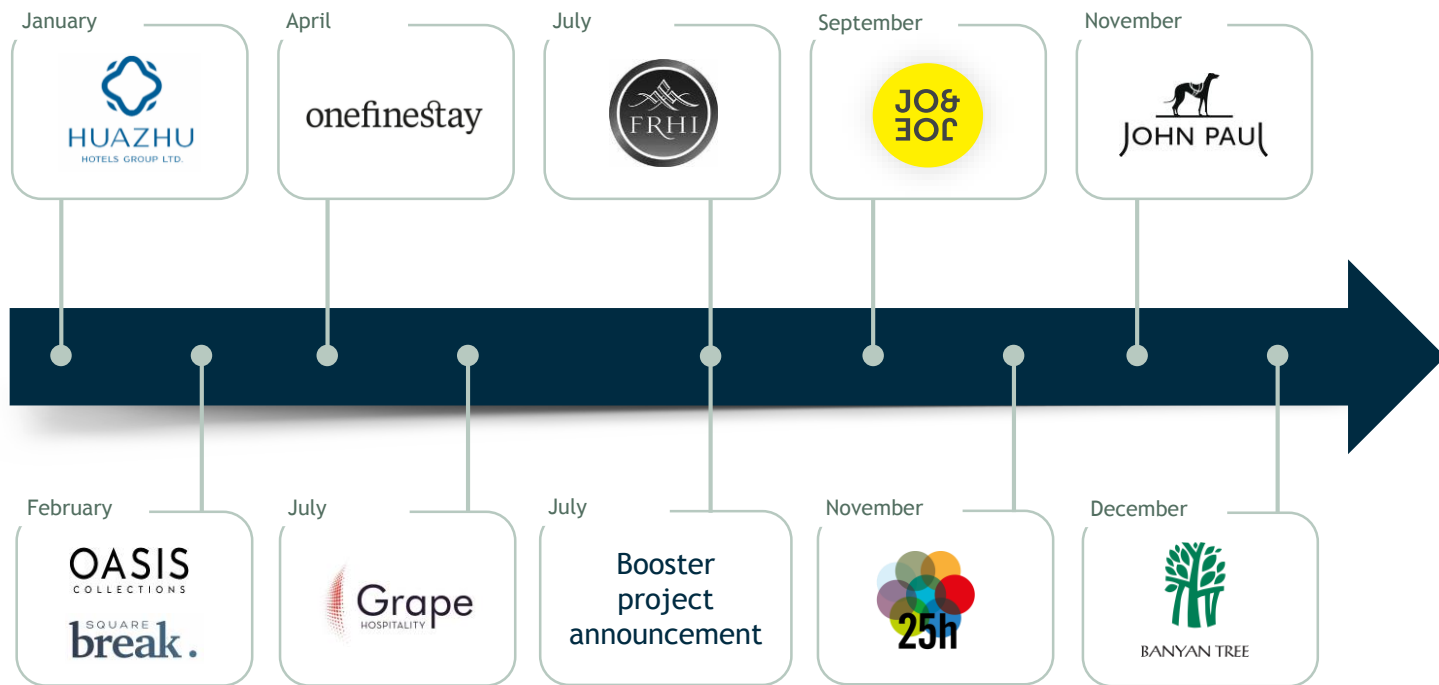 January
HUAZHU
HOTELS GROUP LTD.
April
onefinestay
July
FRHI
September
JO&
JOE
November
JOHN PAUL
February
OASIS
COLLECTIONS
SQUARE
break.
July
Grape
HOSPITALITY
July
Booster
project
announcement
November
25h
December
BANYAN TREE